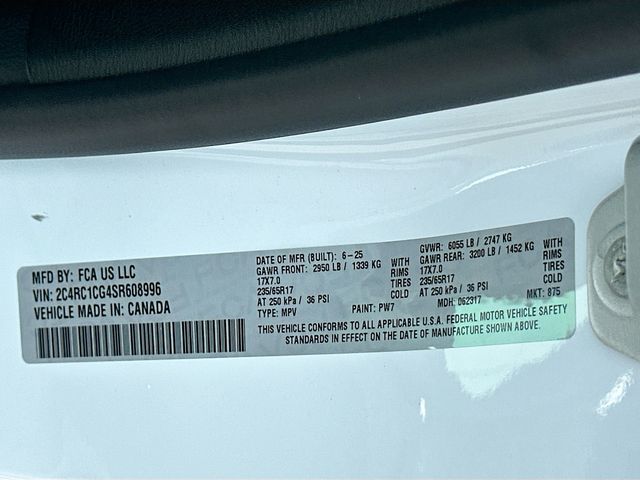 MFD BY: FCA US LLC
VIN: 2C4RC1CG4SR608996
VEHICLE MADE IN: CANADA
DATE OF MFR (BUILT): 6-25
GAWR FRONT: 2950 LB / 1339 KG WITH
17X7.0 RIMS
235/65R17 TIRES
AT 250 kPa / 36 PSI COLD
TYPE: MPV PAINT: PW7
GVWR: 6055 LB / 2747 KG
GAWR REAR: 3200 LB / 1452 KG WITH
17X7.0 RIMS
235/65R17 TIRES
AT 250 kPa / 36 PSI COLD
MDH: 062317 MKT: 875
THIS VEHICLE CONFORMS TO ALL APPLICABLE U.S.A. FEDERAL MOTOR VEHICLE SAFETY
STANDARDS IN EFFECT ON THE DATE OF MANUFACTURE SHOWN ABOVE.